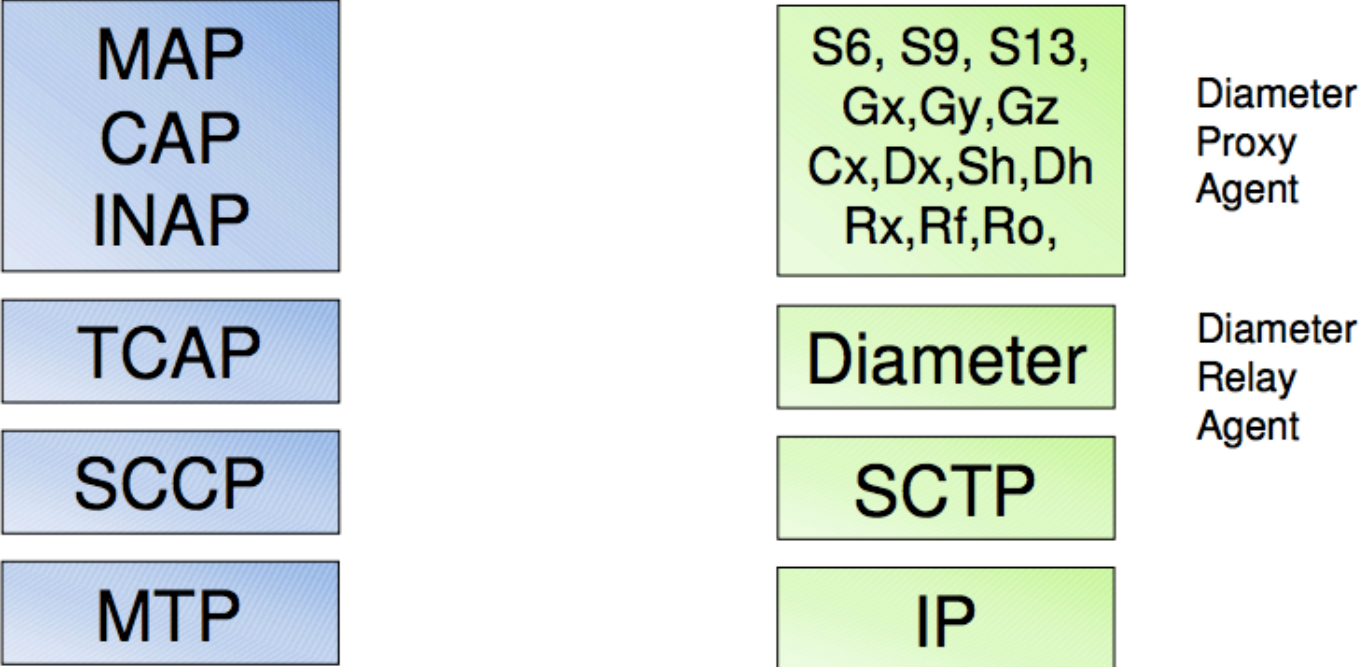 MAP
CAP
INAP
TCAP
SCCP
MTP
S6, S9, S13,
Gx,Gy,Gz
Cx,Dx,Sh,Dh
Rx,Rf,Ro,
Diameter
Proxy
Agent
Diameter
Diameter
Relay
Agent
SCTP
IP